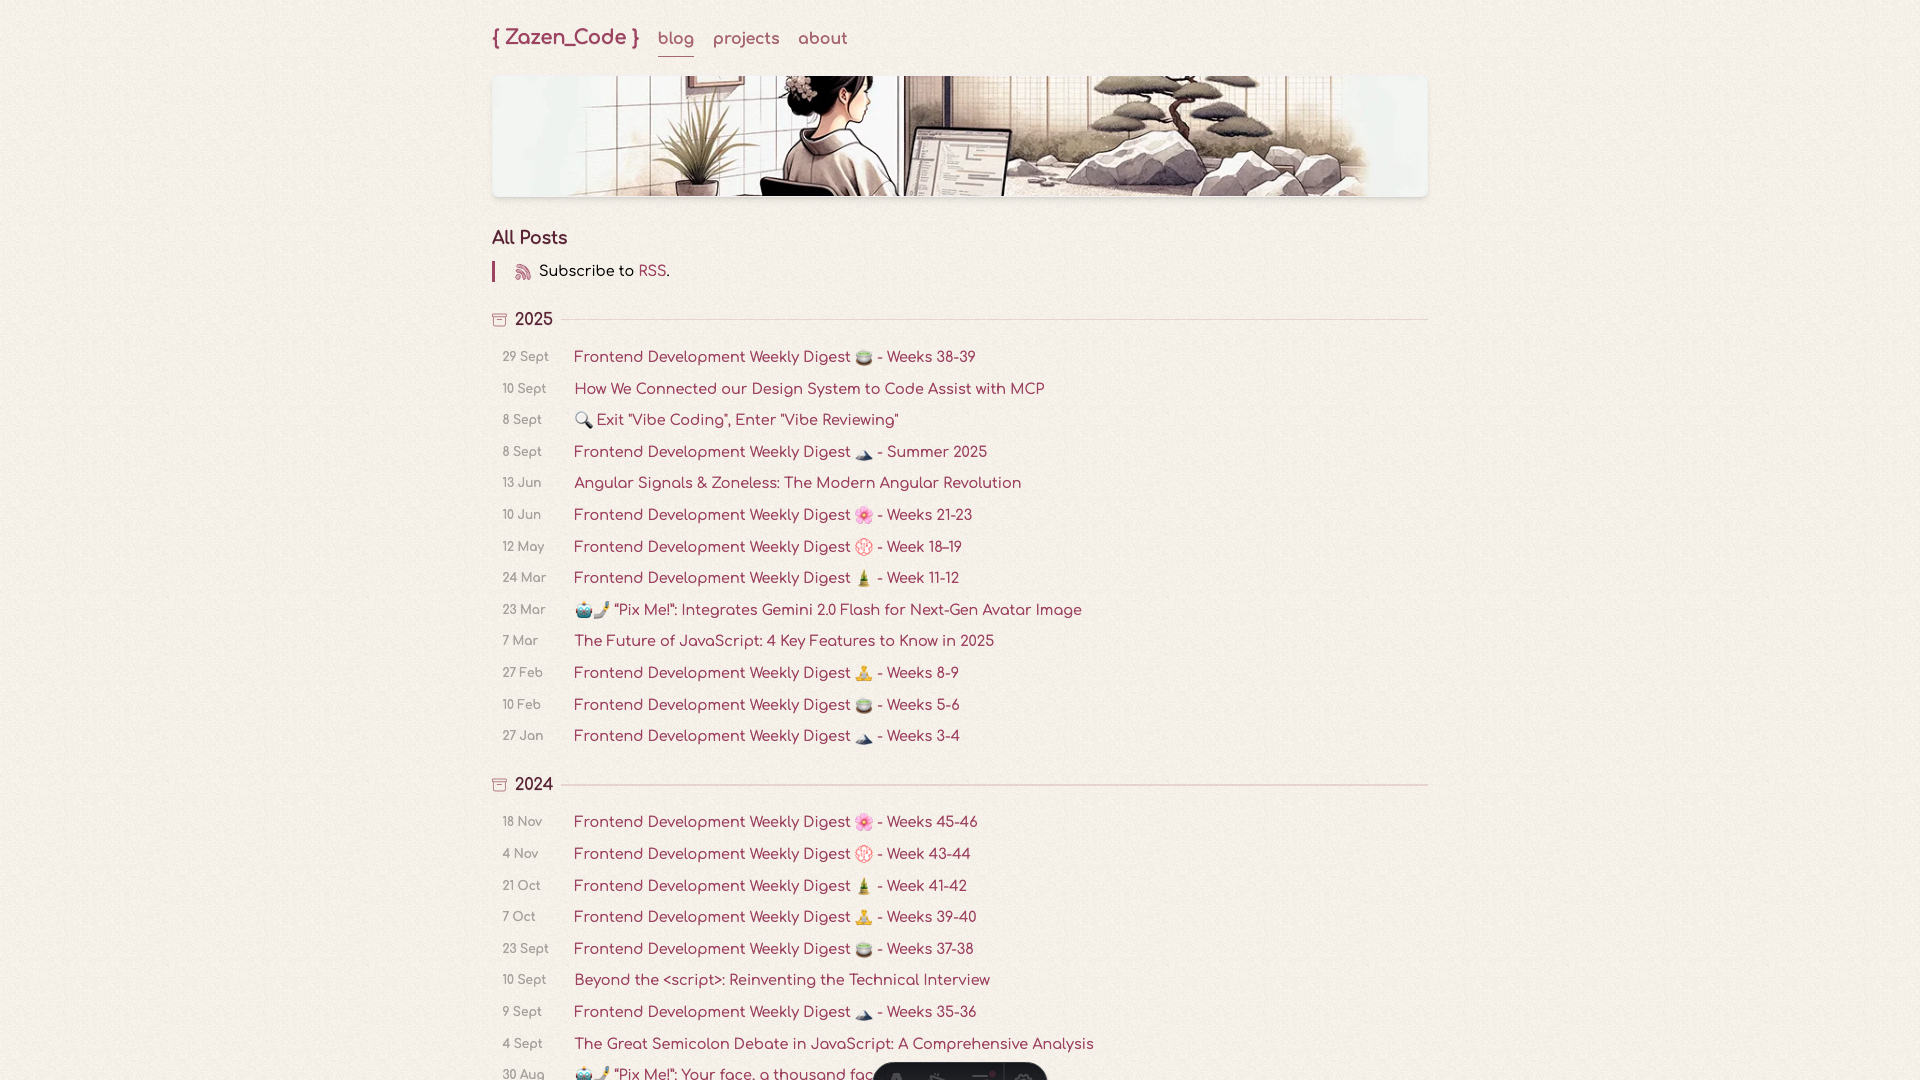 { Zazen_Code } blog projects about
All Posts
Subscribe to RSS.
2025
29 Sept Frontend Development Weekly Digest 🍵 - Weeks 38-39
10 Sept How We Connected our Design System to Code Assist with MCP
8 Sept 🔍 Exit "Vibe Coding", Enter "Vibe Reviewing"
8 Sept Frontend Development Weekly Digest 🗻 - Summer 2025
13 Jun Angular Signals & Zoneless: The Modern Angular Revolution
10 Jun Frontend Development Weekly Digest 🌸 - Weeks 21-23
12 May Frontend Development Weekly Digest 💮 - Week 18–19
24 Mar Frontend Development Weekly Digest 🎍 - Week 11-12
23 Mar 🤖🤳 “Pix Me!”: Integrates Gemini 2.0 Flash for Next-Gen Avatar Image
7 Mar The Future of JavaScript: 4 Key Features to Know in 2025
27 Feb Frontend Development Weekly Digest 🧘 - Weeks 8-9
10 Feb Frontend Development Weekly Digest 🍵 - Weeks 5-6
27 Jan Frontend Development Weekly Digest 🗻 - Weeks 3-4
2024
18 Nov Frontend Development Weekly Digest 🌸 - Weeks 45-46
4 Nov Frontend Development Weekly Digest 💮 - Week 43-44
21 Oct Frontend Development Weekly Digest 🎍 - Week 41-42
7 Oct Frontend Development Weekly Digest 🧘 - Weeks 39-40
23 Sept Frontend Development Weekly Digest 🍵 - Weeks 37-38
10 Sept Beyond the <script>: Reinventing the Technical Interview
9 Sept Frontend Development Weekly Digest 🗻 - Weeks 35-36
4 Sept The Great Semicolon Debate in JavaScript: A Comprehensive Analysis
30 Aug 🤖🤳 “Pix Me!”: Your face, a thousand